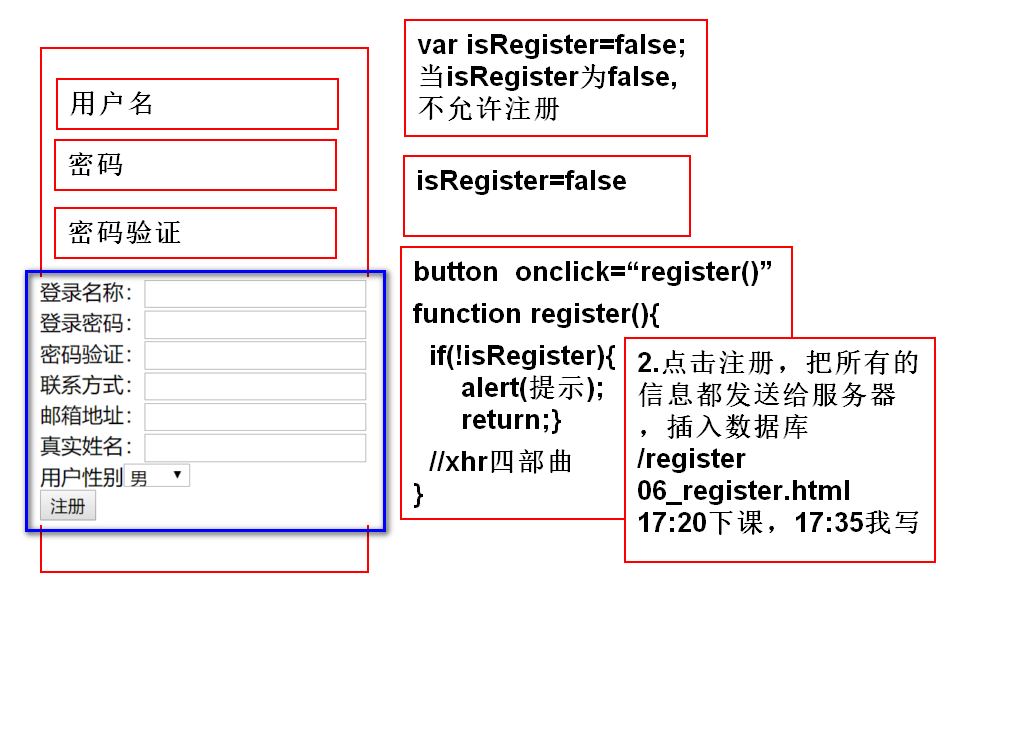 用户名
密码
密码验证
登录名称：
登录密码：
密码验证：
联系方式：
邮箱地址：
真实姓名：
用户性别 男
注册
var isRegister=false;
当isRegister为false,
不允许注册
isRegister=false
button  onclick=“register()”
function register(){
if(!isRegister){
alert(提示);
return;}
//xhr四部曲
}
2.点击注册，把所有的
信息都发送给服务器
，插入数据库
/register
06_register.html
17:20下课，17:35我写